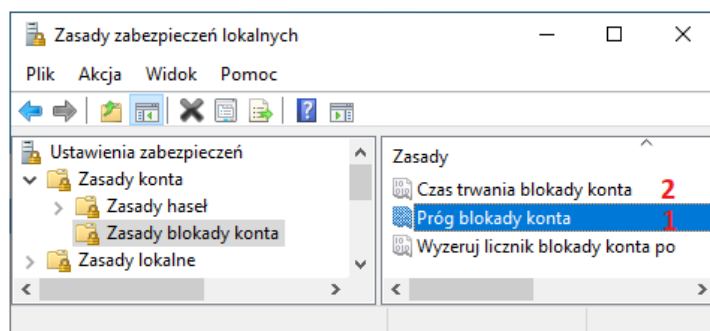 Zasady zabezpieczeń lokalnych
Plik Akcja Widok Pomoc
Ustawienia zabezpieczeń
Zasady konta
Zasady haseł
Zasady blokady konta
Zasady lokalne
Zasady
Czas trwania blokady konta 2
Próg blokady konta 1
Wyzeruj licznik blokady konta po